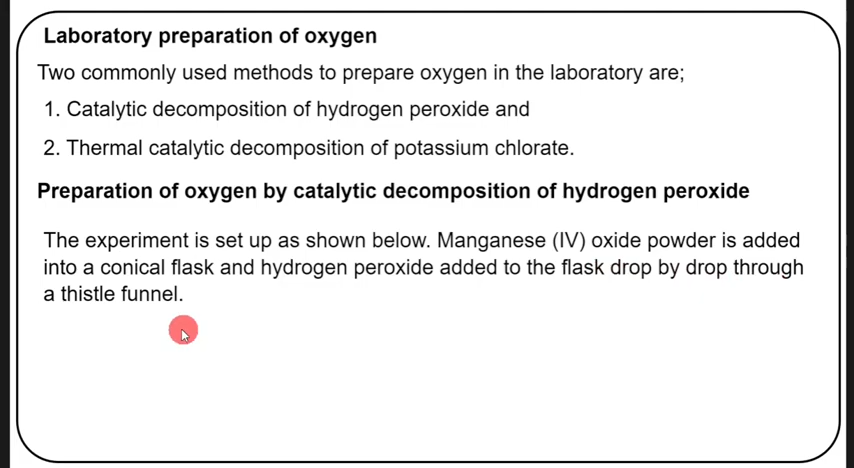 Laboratory preparation of oxygen
Two commonly used methods to prepare oxygen in the laboratory are;
1. Catalytic decomposition of hydrogen peroxide and
2. Thermal catalytic decomposition of potassium chlorate.
Preparation of oxygen by catalytic decomposition of hydrogen peroxide
The experiment is set up as shown below. Manganese (IV) oxide powder is added
into a conical flask and hydrogen peroxide added to the flask drop by drop through
a thistle funnel.